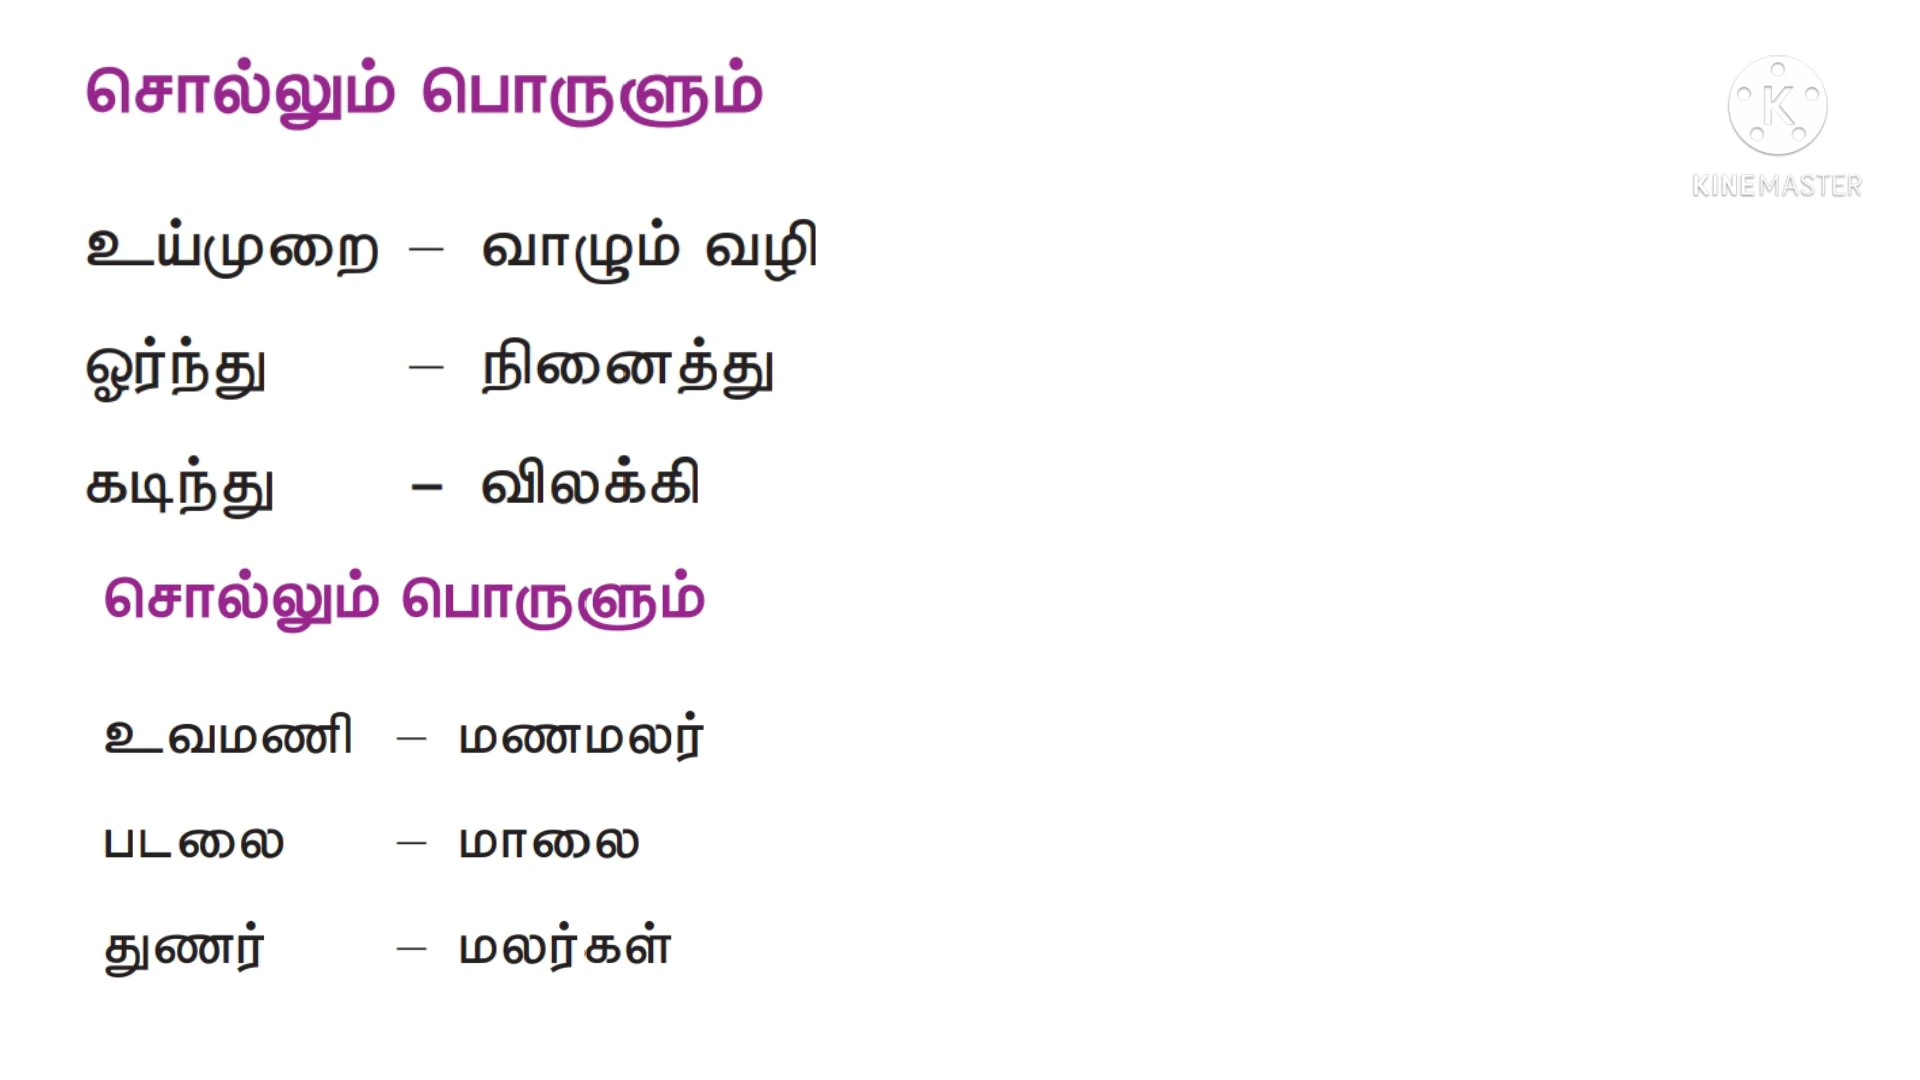 சொல்லும் பொருளும்
K
KINEMASTER
உய்முறை – வாழும் வழி
ஓர்ந்து – நினைத்து
கடிந்து – விலக்கி
சொல்லும் பொருளும்
உவமணி – மணமலர்
படலை – மாலை
துணர் – மலர்கள்